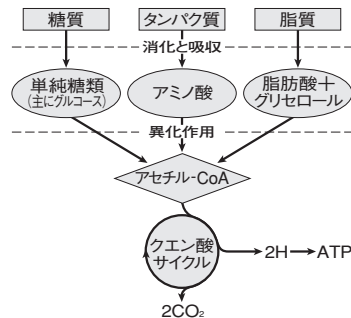 糖質 タンパク質 脂質
消化と吸収
単純糖類
(主にグルコース)
アミノ酸
脂肪酸＋
グリセロール
異化作用
アセチル-CoA
クエン酸
サイクル
2H ATP
2CO₂